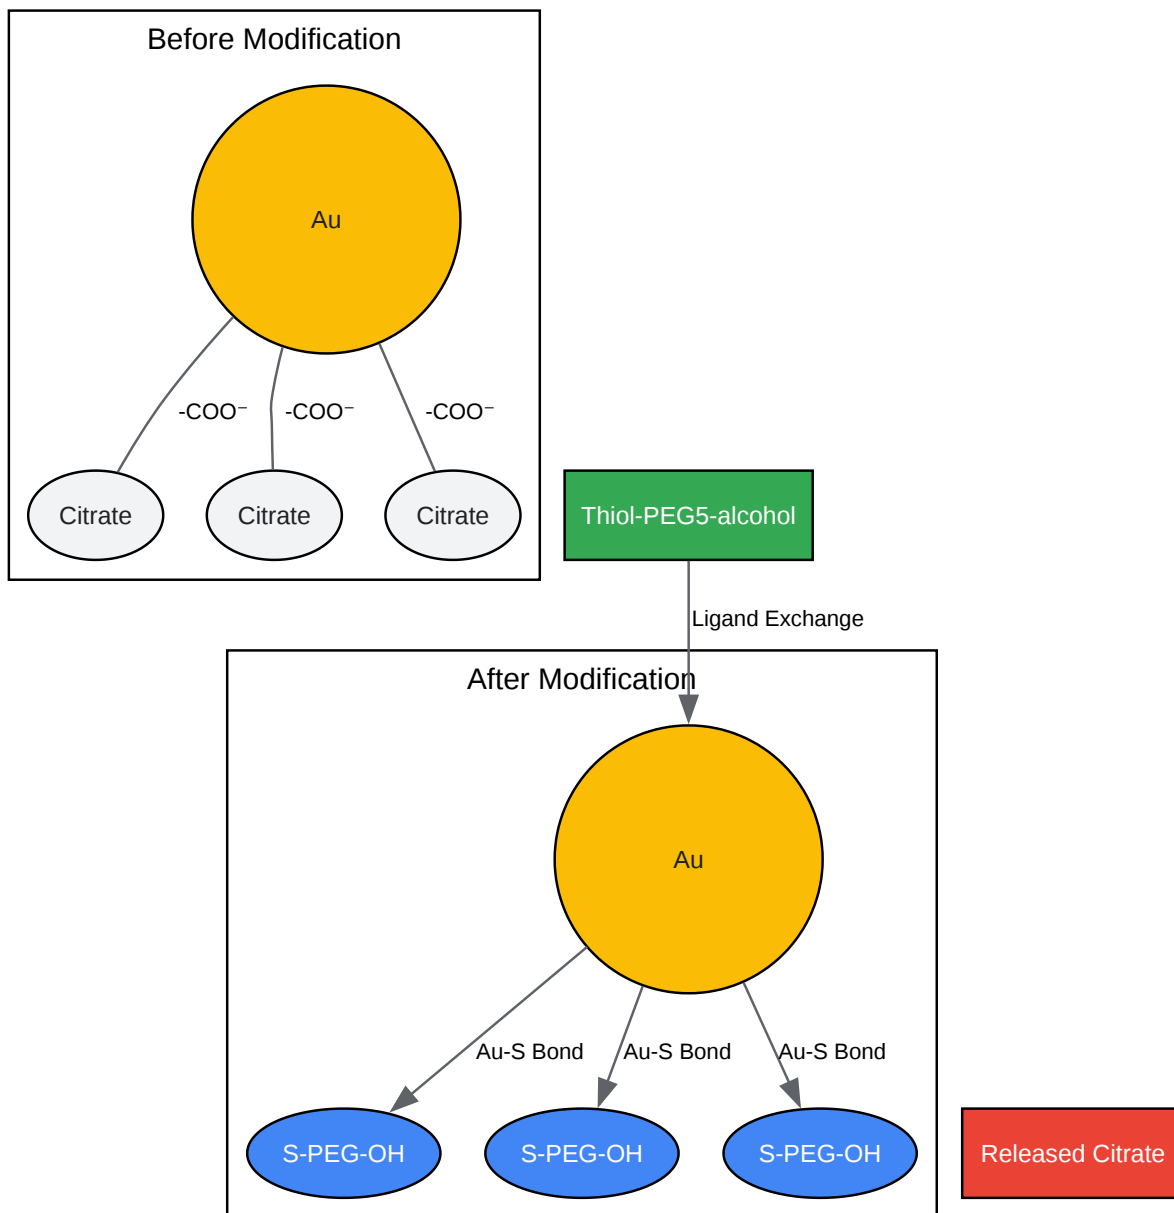 Before Modification
Au
-COO⁻
-COO⁻
-COO⁻
Citrate
Citrate
Citrate
Thiol-PEG5-alcohol
Ligand Exchange
After Modification
Au
Au-S Bond
Au-S Bond
Au-S Bond
S-PEG-OH
S-PEG-OH
S-PEG-OH
Released Citrate